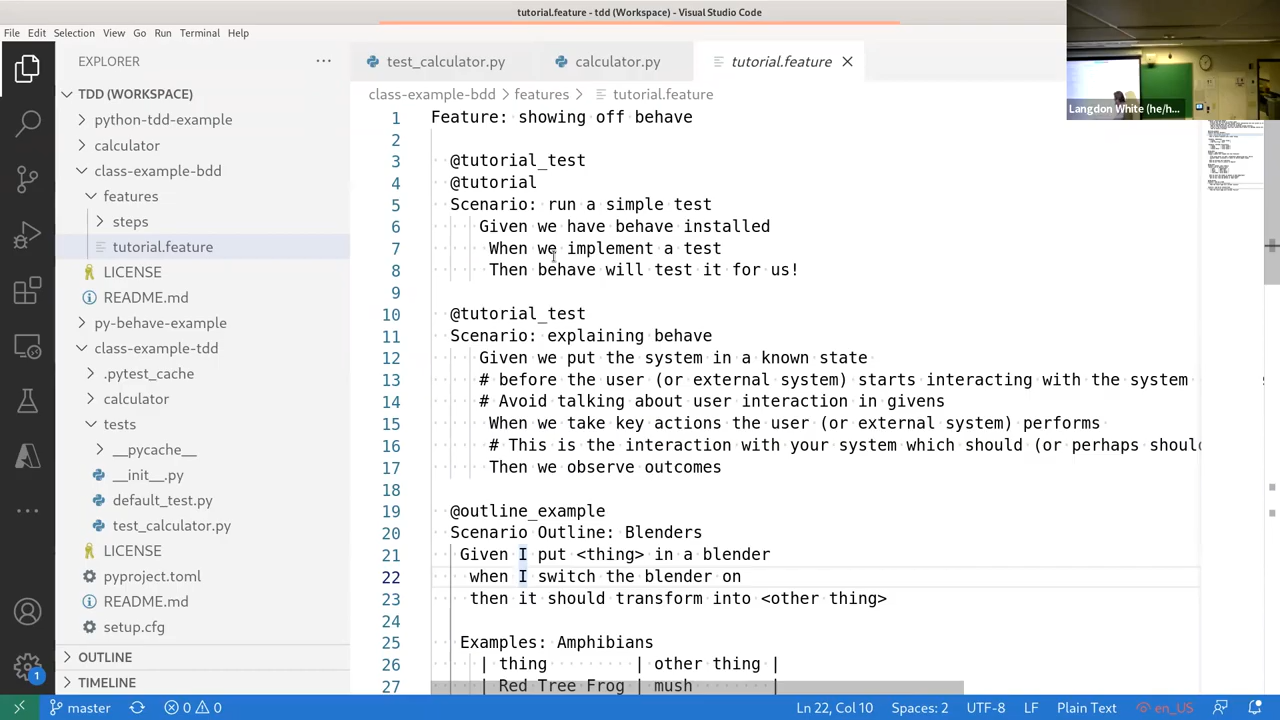 tutorial.feature - tdd (Workspace) - Visual Studio Code
File Edit Selection View Go Run Terminal Help
EXPLORER
test_calculator.py
calculator.py
tutorial.feature
TDD (WORKSPACE)
class-example-bdd > features > tutorial.feature
python-tdd-example
calculator
class-example-bdd
features
steps
tutorial.feature
LICENSE
README.md
py-behave-example
class-example-tdd
.pytest_cache
calculator
tests
__pycache__
__init__.py
default_test.py
test_calculator.py
LICENSE
pyproject.toml
README.md
setup.cfg
OUTLINE
TIMELINE
Feature: showing off behave
2
3 @tutorial_test
4 @tutorial
5 Scenario: run a simple test
6 Given we have behave installed
7 When we implement a test
8 Then behave will test it for us!
9
10 @tutorial_test
11 Scenario: explaining behave
12 Given we put the system in a known state
13 # before the user (or external system) starts interacting with the system
14 # Avoid talking about user interaction in givens
15 When we take key actions the user (or external system) performs
16 # This is the interaction with your system which should (or perhaps
17 Then we observe outcomes
18
19 @outline_example
20 Scenario Outline: Blenders
21 Given I put <thing> in a blender
22 when I switch the blender on
23 then it should transform into <other thing>
24
25 Examples: Amphibians
26 | thing | other thing |
27 | Red Tree Frog | mush |
Langdon White (he/h...
1
master
0 0
Ln 22, Col 10
Spaces: 2
UTF-8
LF
Plain Text
en_US